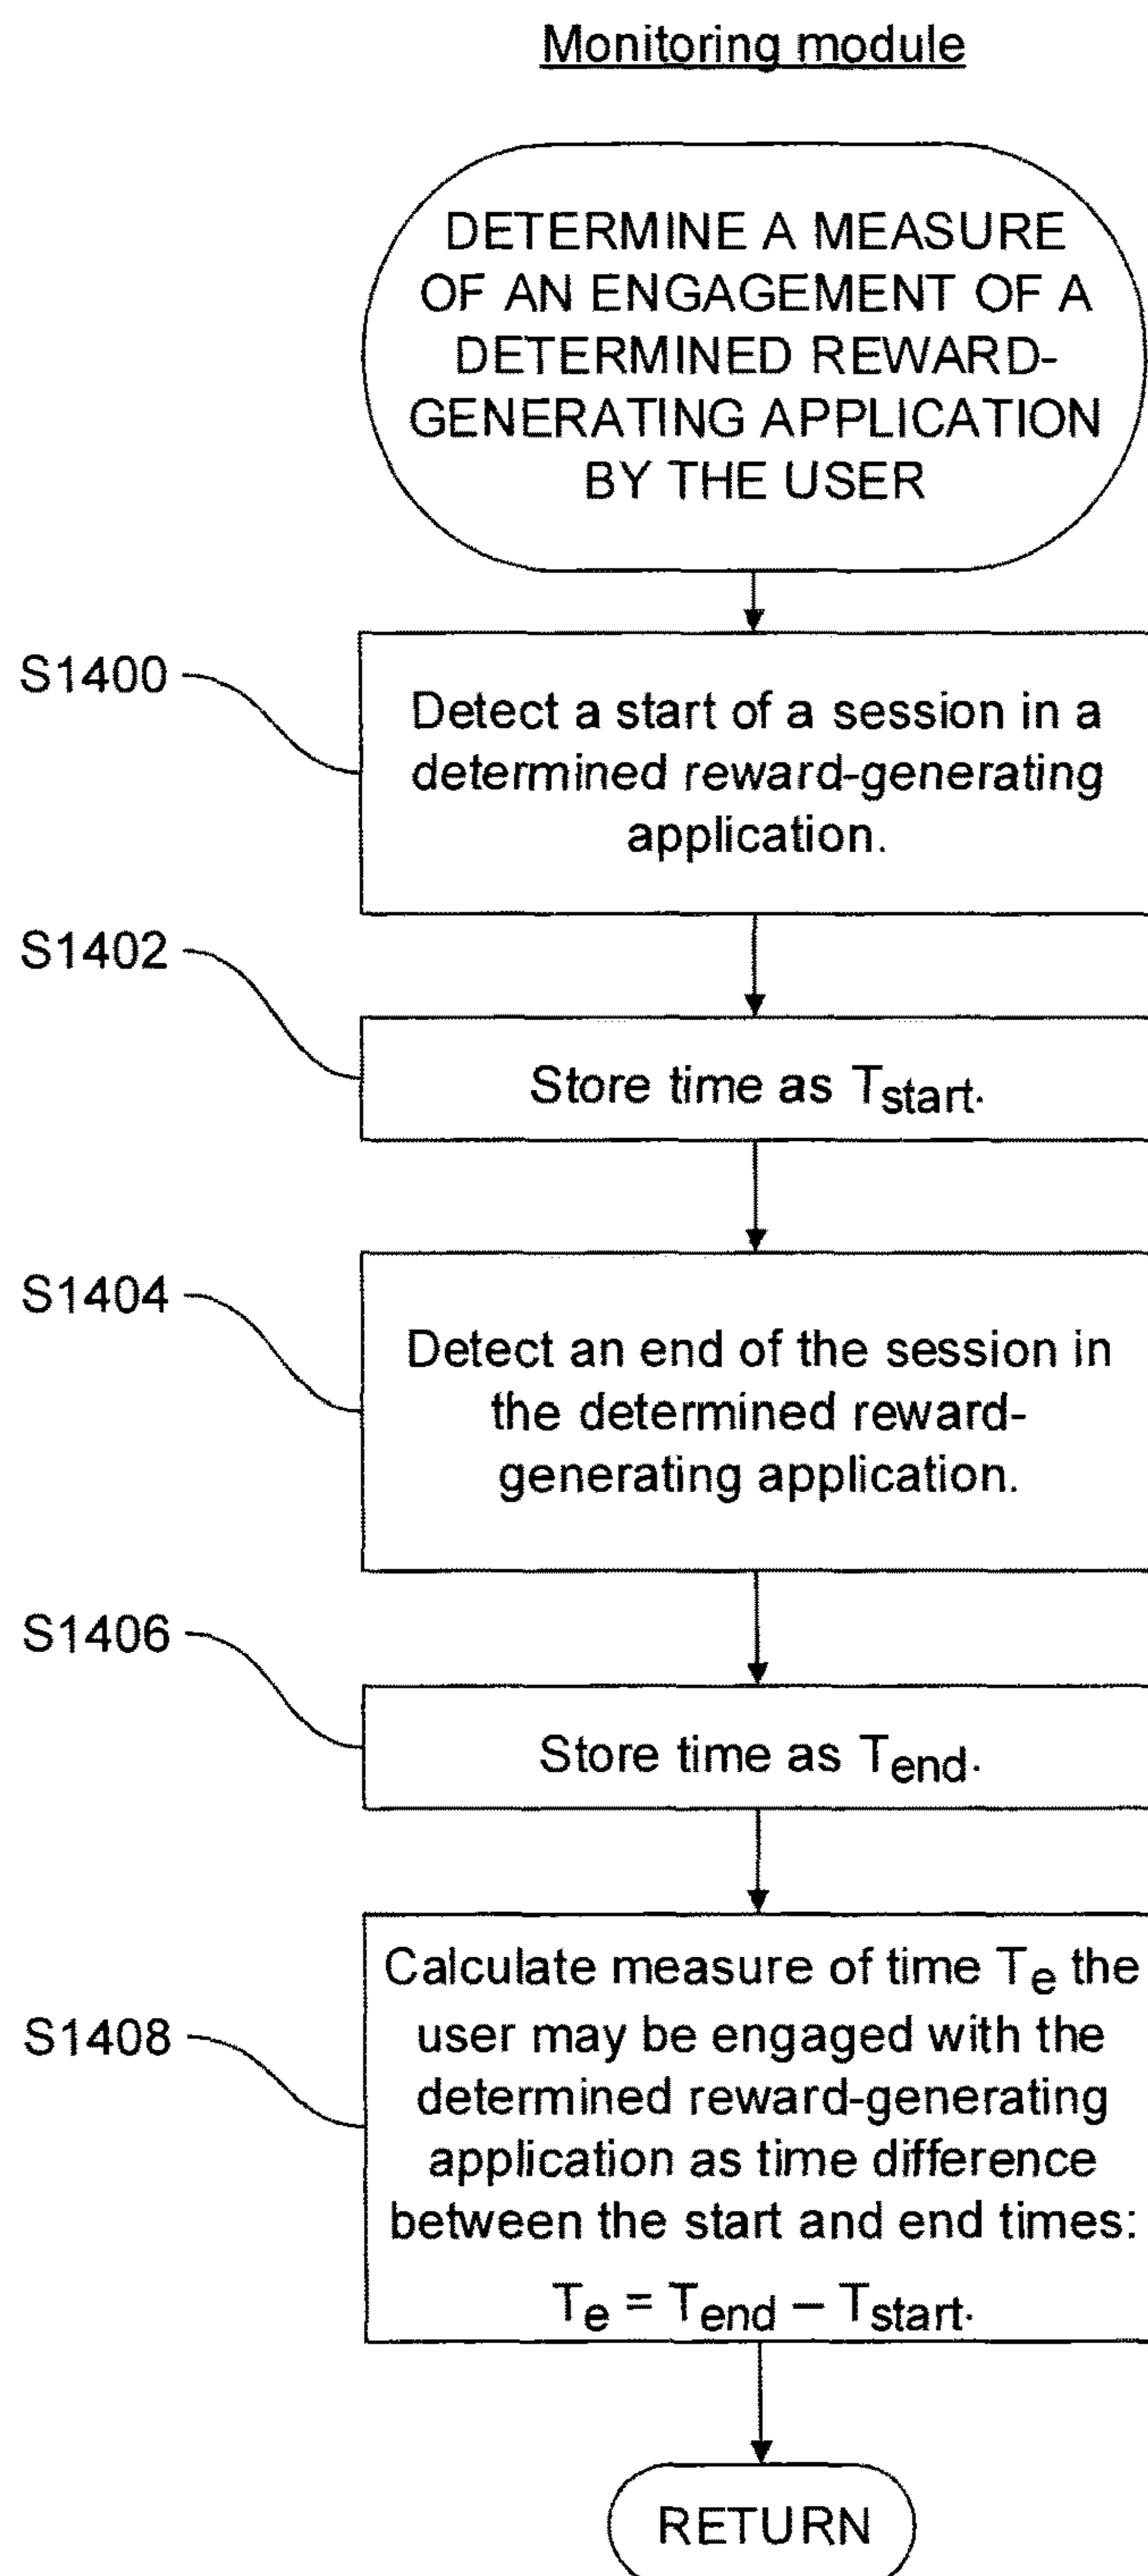 Monitoring module
DETERMINE A MEASURE
OF AN ENGAGEMENT OF A
DETERMINED REWARD-
GENERATING APPLICATION
BY THE USER
S1400
Detect a start of a session in a
determined reward-generating
application.
S1402
Store time as Tstart.
S1404
Detect an end of the session in
the determined reward-
generating application.
S1406
Store time as Tend.
S1408
Calculate measure of time Te the
user may be engaged with the
determined reward-generating
application as time difference
between the start and end times:
Te = Tend – Tstart.
RETURN